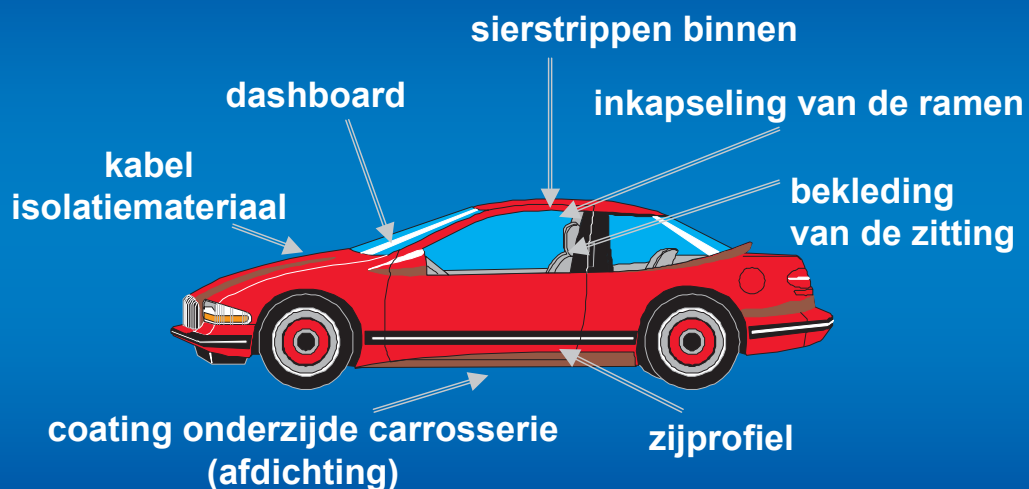 sierstrippen binnen
dashboard
inkapseling van de ramen
kabel
isolatiemateriaal
bekleding
van de zitting
coating onderzijde carrosserie
(afdichting)
zijprofiel